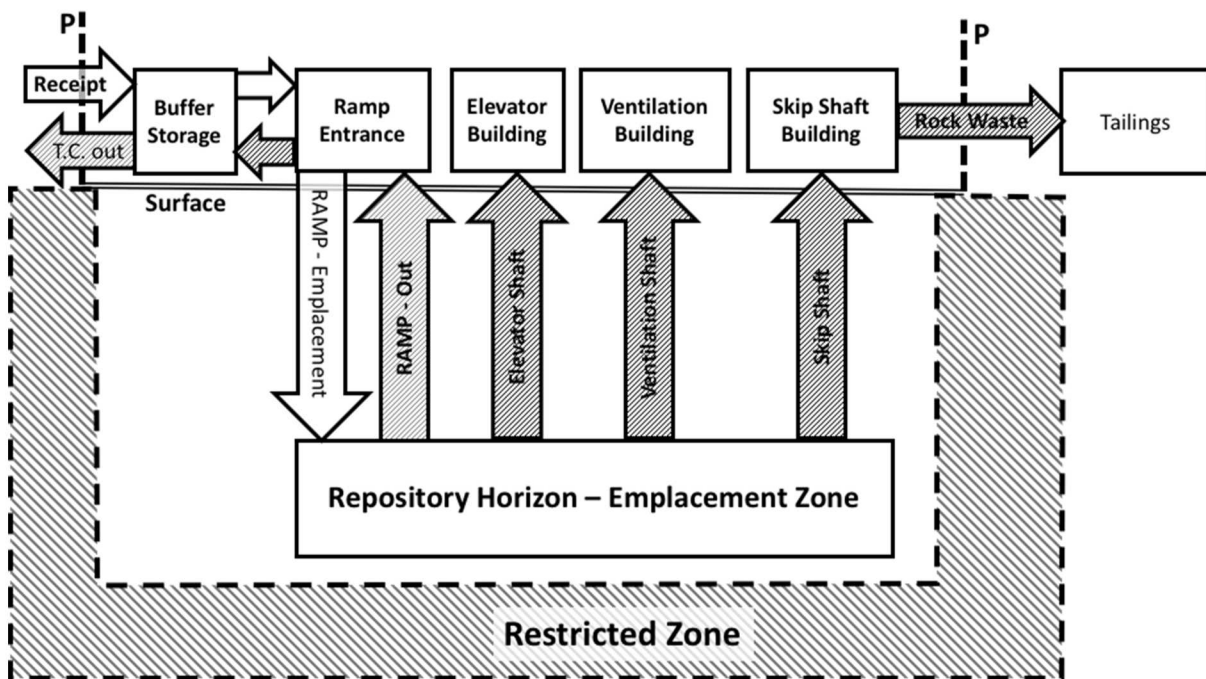 P
P
Receipt
T.C. out
Buffer
Storage
Ramp
Entrance
Elevator
Building
Ventilation
Building
Skip Shaft
Building
Rock Waste
Tailings
Surface
RAMP - Emplacement
RAMP - Out
Elevator Shaft
Ventilation Shaft
Skip Shaft
Repository Horizon – Emplacement Zone
Restricted Zone